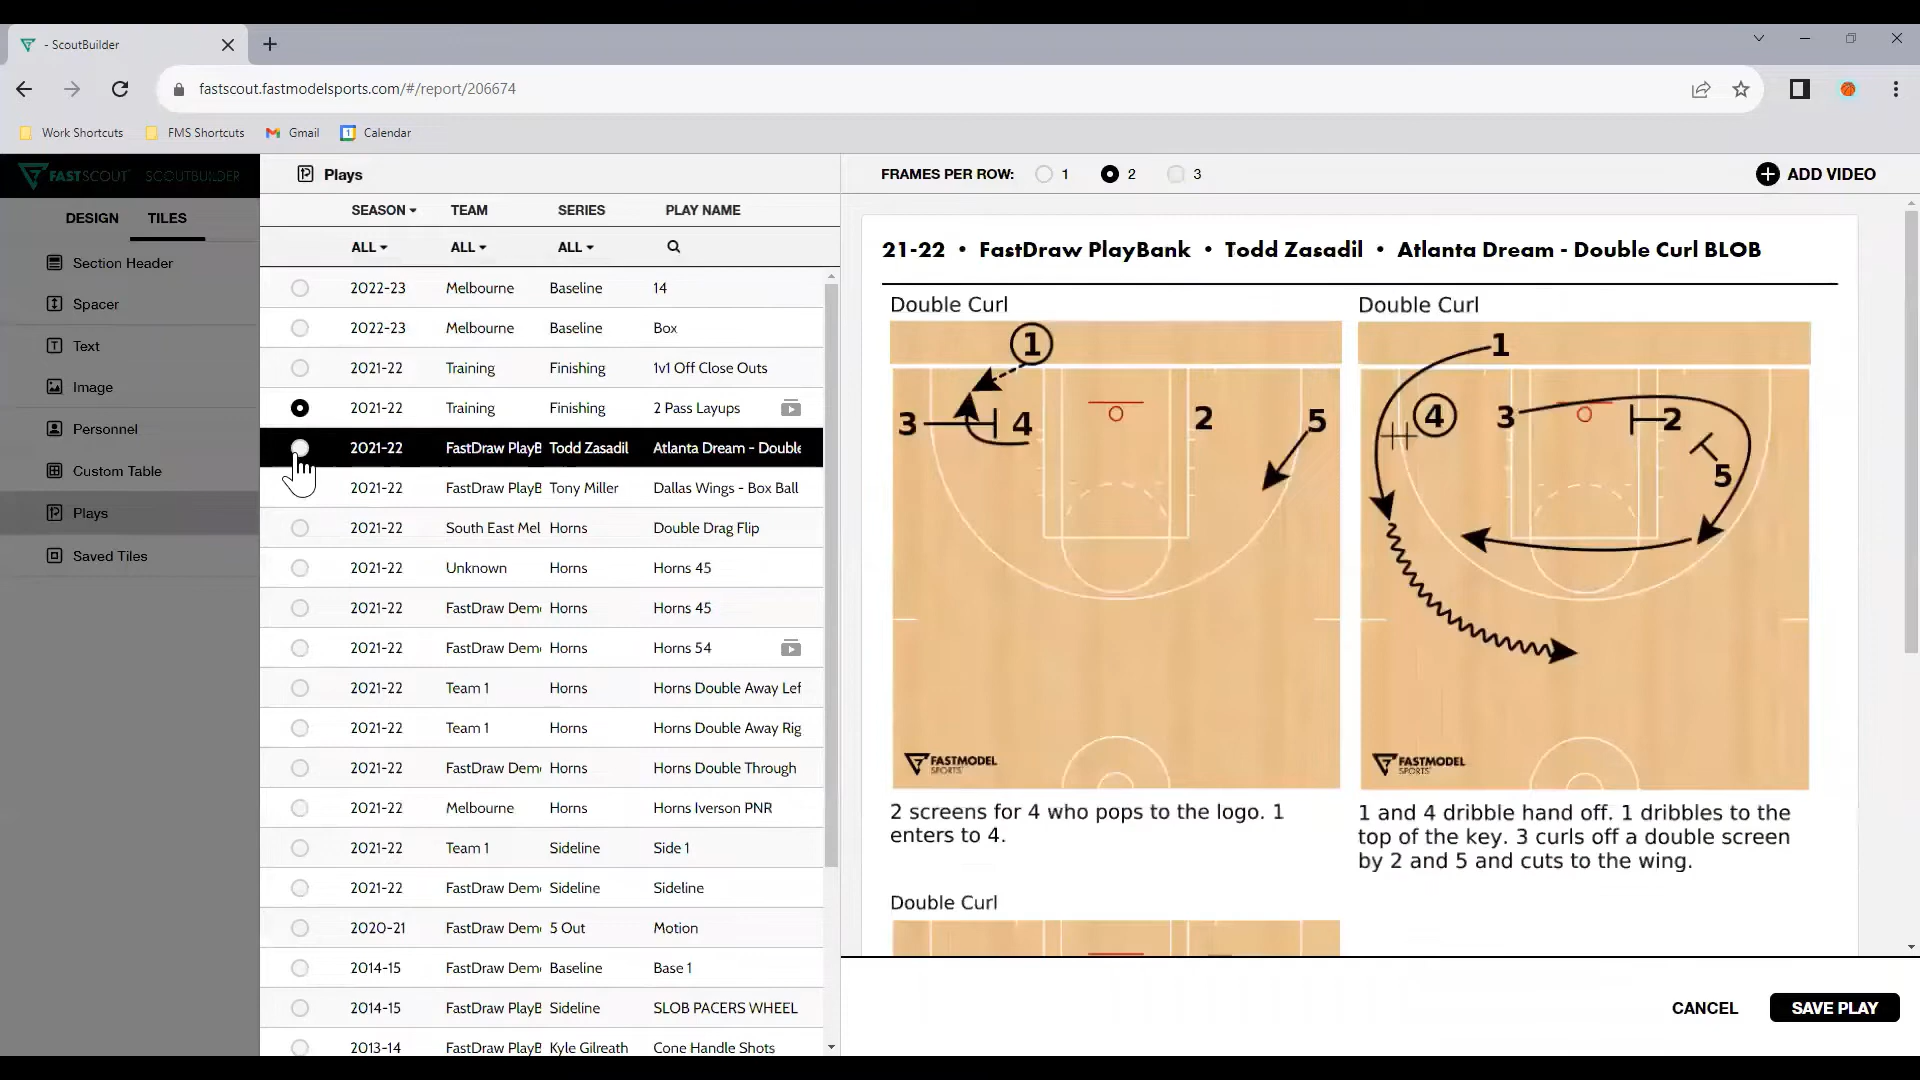 - ScoutBuilder
fastscout.fastmodelsports.com/#/report/206674
Work Shortcuts FMS Shortcuts Gmail 1 Calendar
FASTSCOUT SCOUTBUILDER
DESIGN TILES
Section Header
Spacer
T Text
Image
Personnel
Custom Table
Plays
Saved Tiles
Plays
SEASON TEAM SERIES PLAY NAME
ALL ALL ALL
2022-23 Melbourne Baseline 14
2022-23 Melbourne Baseline Box
2021-22 Training Finishing 1v1 Off Close Outs
2021-22 Training Finishing 2 Pass Layups
2021-22 FastDraw PlayB Todd Zasadil Atlanta Dream - Double
2021-22 FastDraw PlayB Tony Miller Dallas Wings - Box Ball
2021-22 South East Mel Horns Double Drag Flip
2021-22 Unknown Horns Horns 45
2021-22 FastDraw Dem Horns Horns 45
2021-22 FastDraw Dem Horns Horns 54
2021-22 Team 1 Horns Horns Double Away Lef
2021-22 Team 1 Horns Horns Double Away Rig
2021-22 FastDraw Dem Horns Horns Double Through
2021-22 Melbourne Horns Horns Iverson PNR
2021-22 Team 1 Sideline Side 1
2021-22 FastDraw Dem Sideline Sideline
2020-21 FastDraw Dem 5 Out Motion
2014-15 FastDraw Dem Baseline Base 1
2014-15 FastDraw PlayB Sideline SLOB PACERS WHEEL
2013-14 FastDraw PlayB Kyle Gilreath Cone Handle Shots
FRAMES PER ROW: 1 2 3
ADD VIDEO
21-22 • FastDraw PlayBank • Todd Zasadil • Atlanta Dream - Double Curl BLOB
Double Curl
1
3 4 2 5
FASTMODEL
SPORTS
2 screens for 4 who pops to the logo. 1
enters to 4.
Double Curl
1
4 3 2
5
FASTMODEL
SPORTS
1 and 4 dribble hand off. 1 dribbles to the
top of the key. 3 curls off a double screen
by 2 and 5 and cuts to the wing.
Double Curl
CANCEL SAVE PLAY